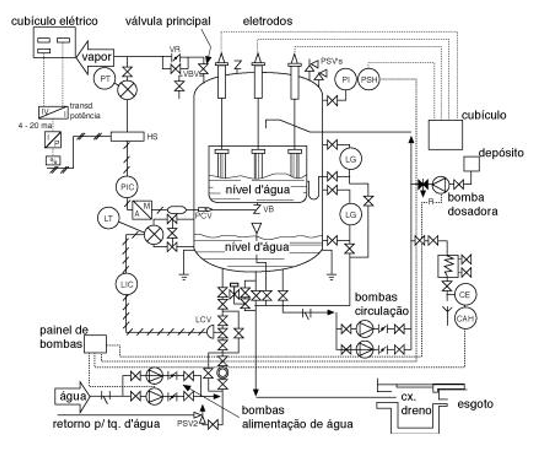 cubículo elétrico
válvula principal
eletrodos
vapor
VR
VBV
Z
PSV's
PT
PI
PSH
transd
potência
I
4 - 20 ma
I
P
HS
cubículo
depósito
LG
PIC
M
A
PCV
nível d'água
VB
LT
LG
R
bomba
dosadora
nível d'água
LIC
CE
CAH
LCV
bombas
circulação
painel de
bombas
água
cx.
dreno
esgoto
bombas
alimentação de água
retorno p/ tq. d'água
PSV2